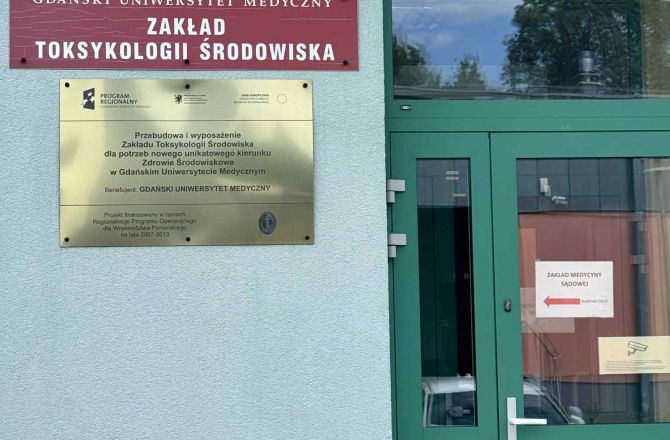 GDAŃSKI UNIWERSYTET MEDYCZNY
ZAKŁAD
TOKSYKOLOGII ŚRODOWISKA
PROGRAM
REGIONALNY
UNIA EUROPEJSKA
Przebudowa i wyposażenie
Zakładu Toksykologii Środowiska
dla potrzeb nowego unikatowego kierunku
Zdrowie Środowiskowe
w Gdańskim Uniwersytecie Medycznym
Beneficjent: GDAŃSKI UNIWERSYTET MEDYCZNY
Projekt finansowany w ramach
Regionalnego Programu Operacyjnego
dla Województwa Pomorskiego
na lata 2007-2013
ZAKŁAD MEDYCYNY
SĄDOWEJ